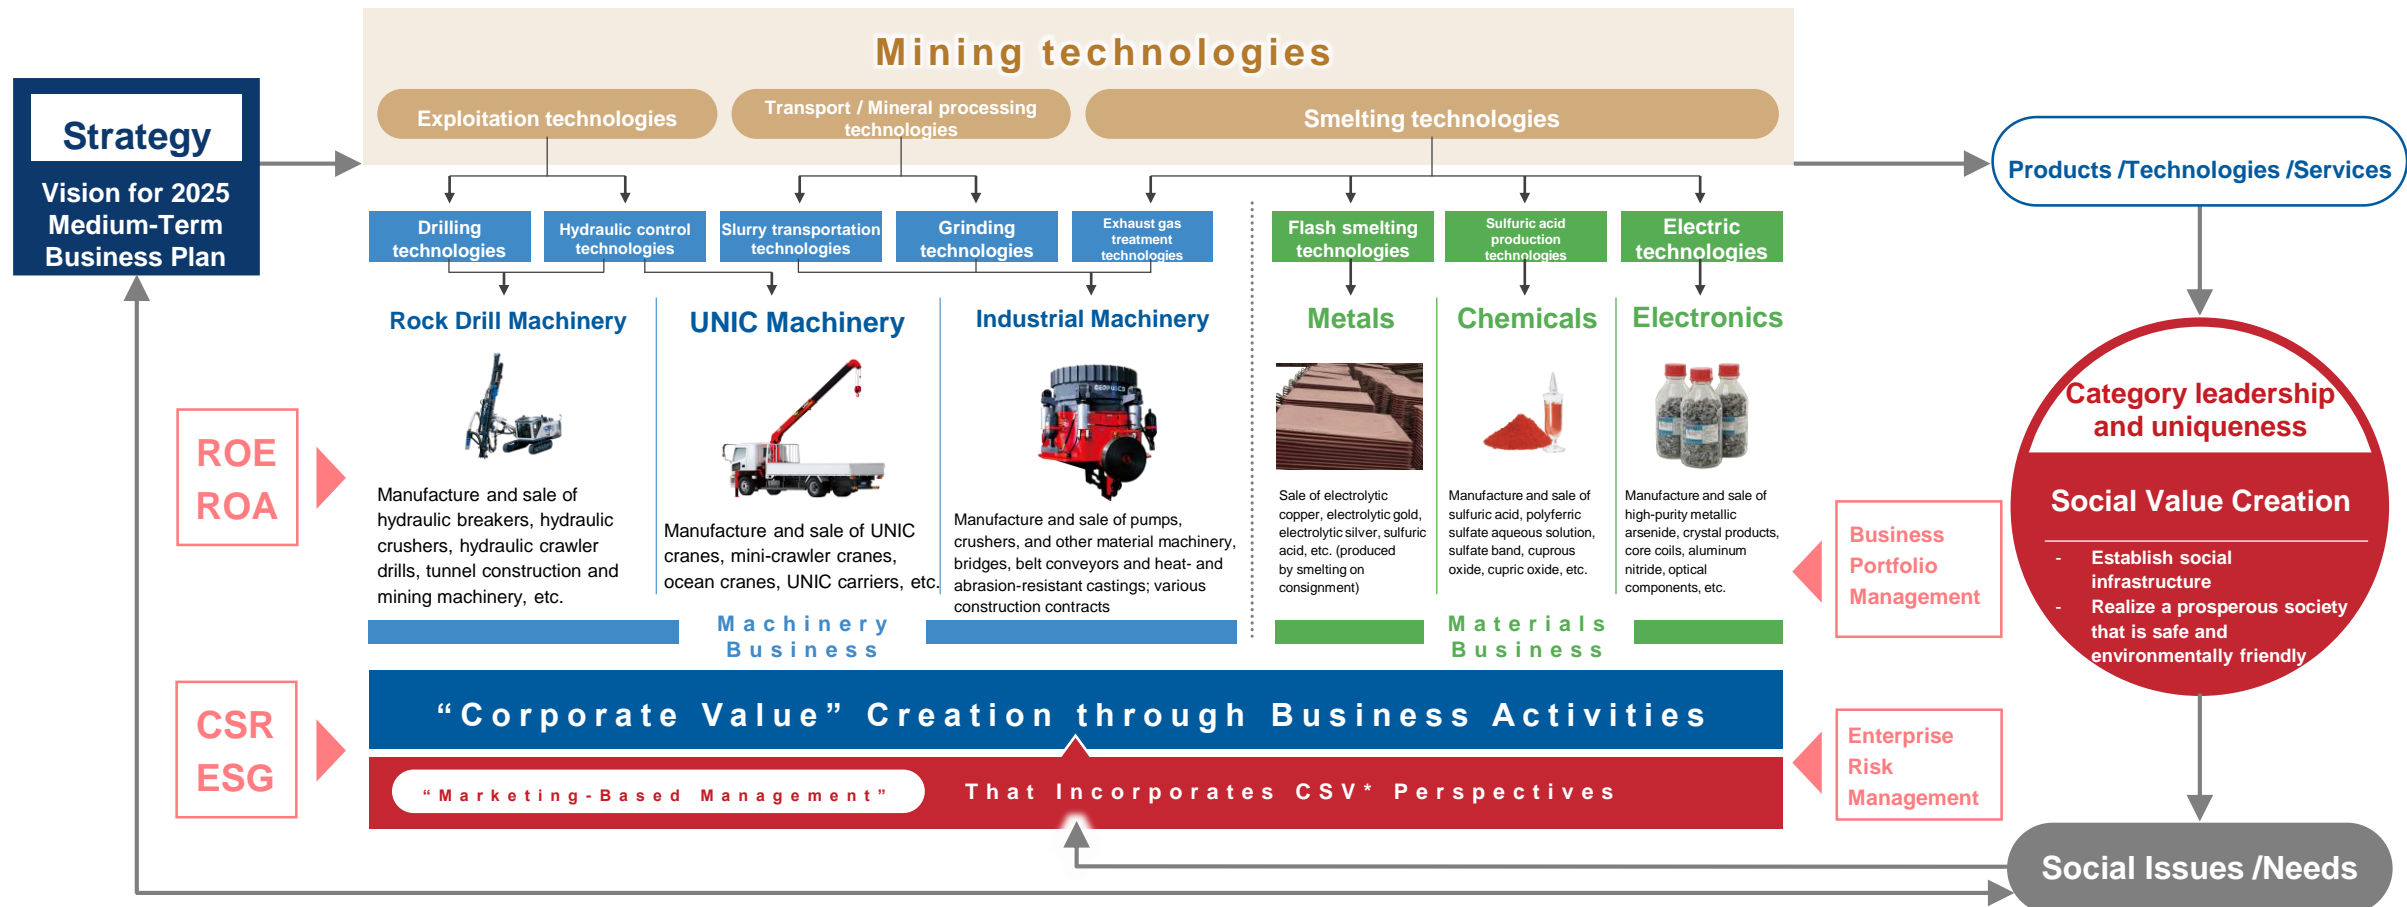 Mining technologies
Exploitation technologies
Transport / Mineral processing
technologies
Smelting technologies
Strategy
Vision for 2025
Medium-Term
Business Plan
Products /Technologies /Services
Drilling
technologies
Hydraulic control
technologies
Slurry transportation
technologies
Grinding
technologies
Exhaust gas
treatment
technologies
Flash smelting
technologies
Sulfuric acid
production
technologies
Electric
technologies
Rock Drill Machinery
UNIC Machinery
Industrial Machinery
Metals
Chemicals
Electronics
Manufacture and sale of
hydraulic breakers, hydraulic
crushers, hydraulic crawler
drills, tunnel construction and
mining machinery, etc.
Manufacture and sale of UNIC
cranes, mini-crawler cranes,
ocean cranes, UNIC carriers, etc.
Manufacture and sale of pumps,
crushers, and other material machinery,
bridges, belt conveyors and heat- and
abrasion-resistant castings; various
construction contracts
Sale of electrolytic
copper, electrolytic gold,
electrolytic silver, sulfuric
acid, etc. (produced
by smelting on
consignment)
Manufacture and sale of
sulfuric acid, polyferric
sulfate aqueous solution,
sulfate band, cuprous
oxide, cupric oxide, etc.
Manufacture and sale of
high-purity metallic
arsenide, crystal products,
core coils, aluminum
nitride, optical
components, etc.
Machinery
Business
Materials
Business
ROE
ROA
CSR
ESG
Business
Portfolio
Management
Enterprise
Risk
Management
Category leadership
and uniqueness
Social Value Creation
- Establish social
infrastructure
- Realize a prosperous society
that is safe and
environmentally friendly
“Corporate Value” Creation through Business Activities
“Marketing-Based Management”
That Incorporates CSV* Perspectives
Social Issues /Needs